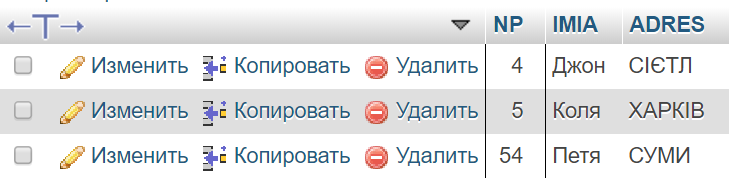 NP IMIA ADRES
Изменить Копировать Удалить 4 Джон СІЄТЛ
Изменить Копировать Удалить 5 Коля ХАРКІВ
Изменить Копировать Удалить 54 Петя СУМИ